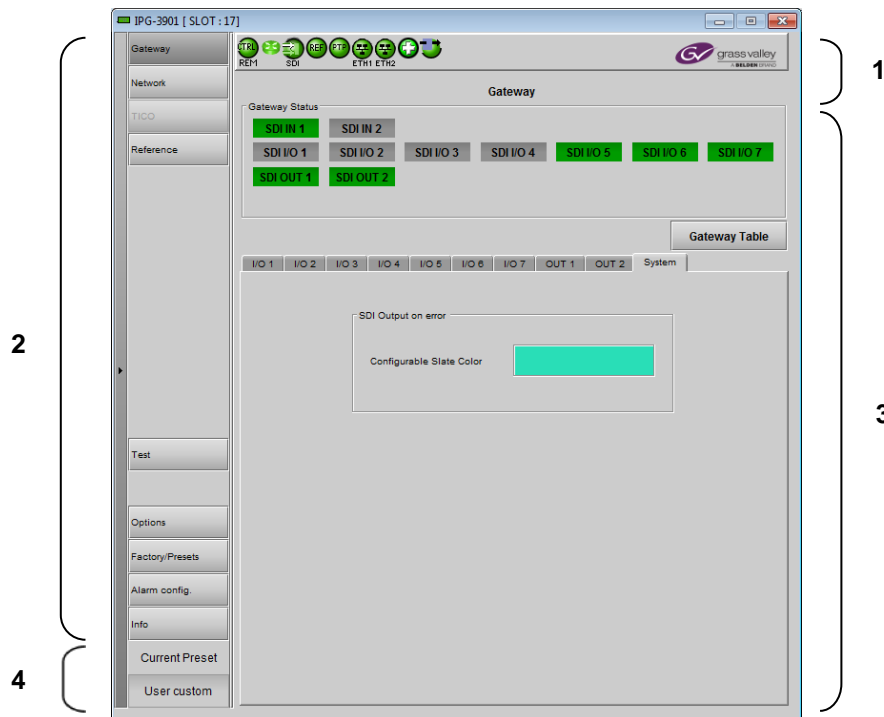 IPG-3901 [ SLOT : 17]
Gateway
Network
TICO
Reference
Test
Options
Factory/Presets
Alarm config.
Info
Current Preset
User custom
CTRL REF PTP
REM SDI ETH1 ETH2
GV grass valley
A BELDEN BRAND
Gateway
Gateway Status
SDI IN 1 SDI IN 2
SDI I/O 1 SDI I/O 2 SDI I/O 3 SDI I/O 4 SDI I/O 5 SDI I/O 6 SDI I/O 7
SDI OUT 1 SDI OUT 2
Gateway Table
I/O 1 I/O 2 I/O 3 I/O 4 I/O 5 I/O 6 I/O 7 OUT 1 OUT 2 System
SDI Output on error
Configurable Slate Color
1
2
3
4